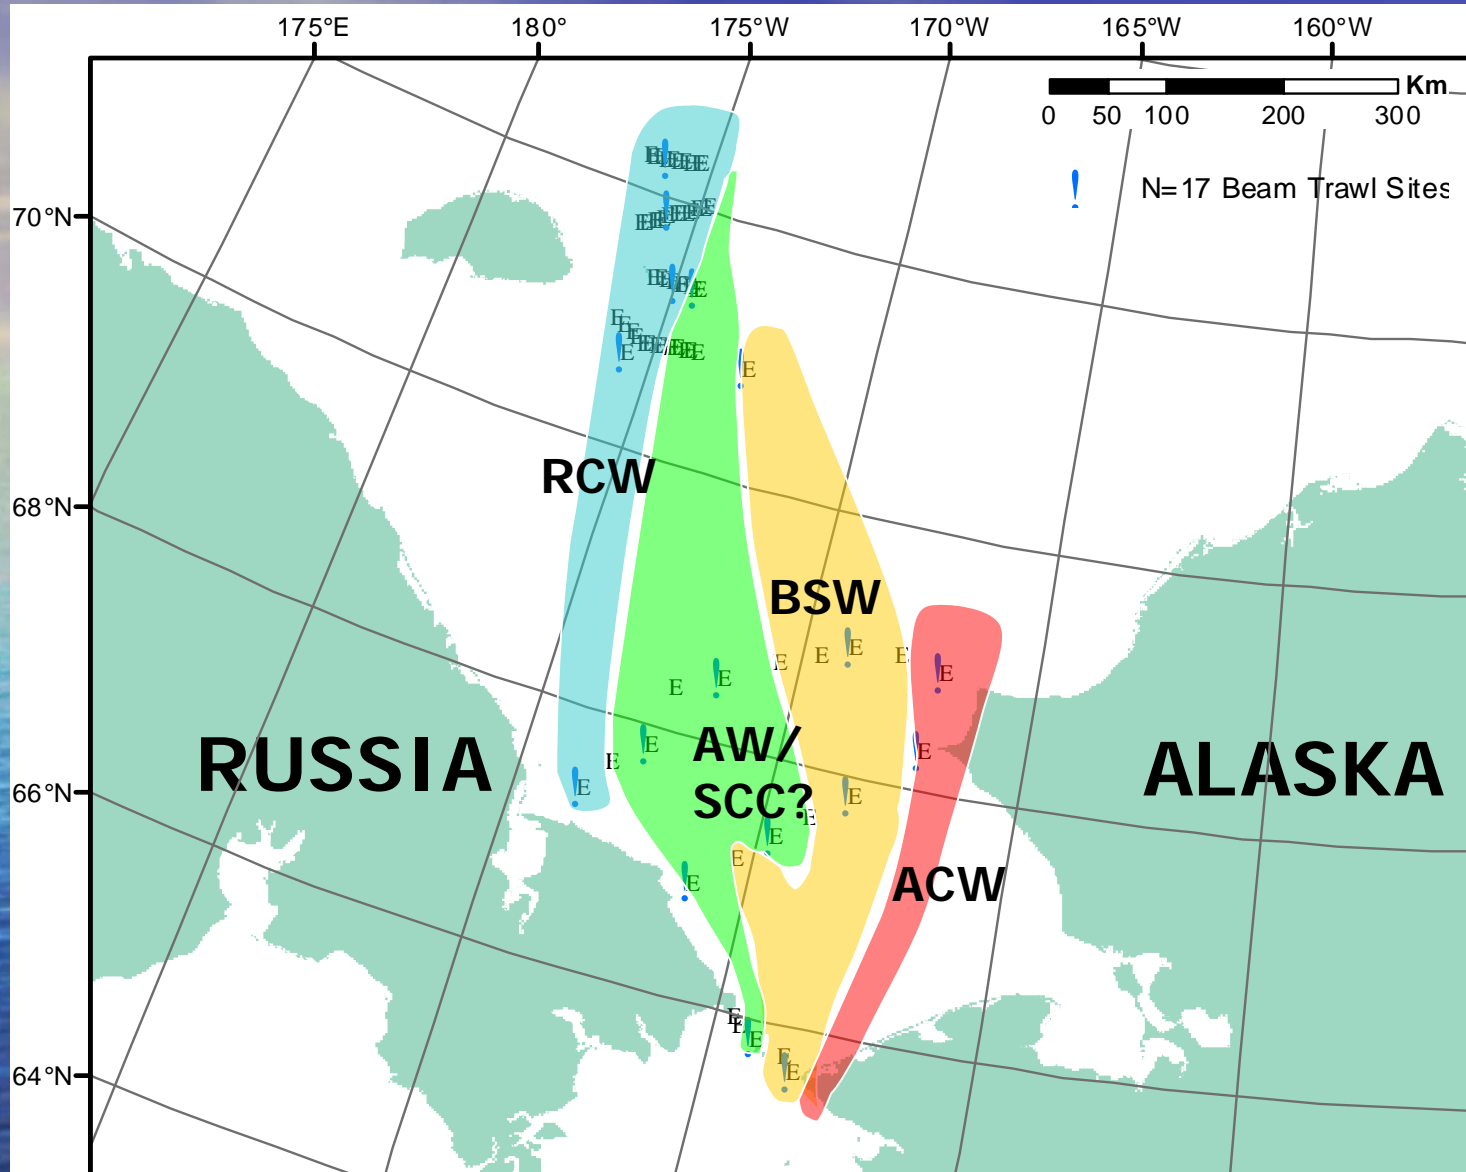 175°E 180° 175°W 170°W 165°W 160°W
Km
0 50 100 200 300
N=17 Beam Trawl Sites
70°N
E E E E E E E
E E E E E E E E
E E E E E E
E E E E E E E E E E
E
E
68°N
RCW
BSW
E E E E
E
E E
AW/
E E
E
RUSSIA
ALASKA
66°N
E
E
SCC?
E
E
E
E
ACW
E
E
E
E
E
64°N